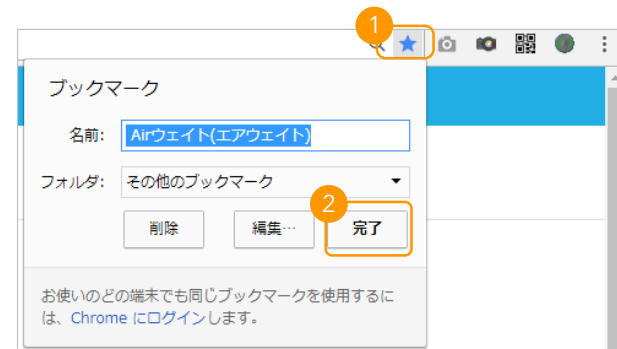 1
ブックマーク
名前: Airウェイト(エアウェイト)
フォルダ: その他のブックマーク
2
削除 編集… 完了
お使いのどの端末でも同じブックマークを使用するに
は、Chrome にログインします。